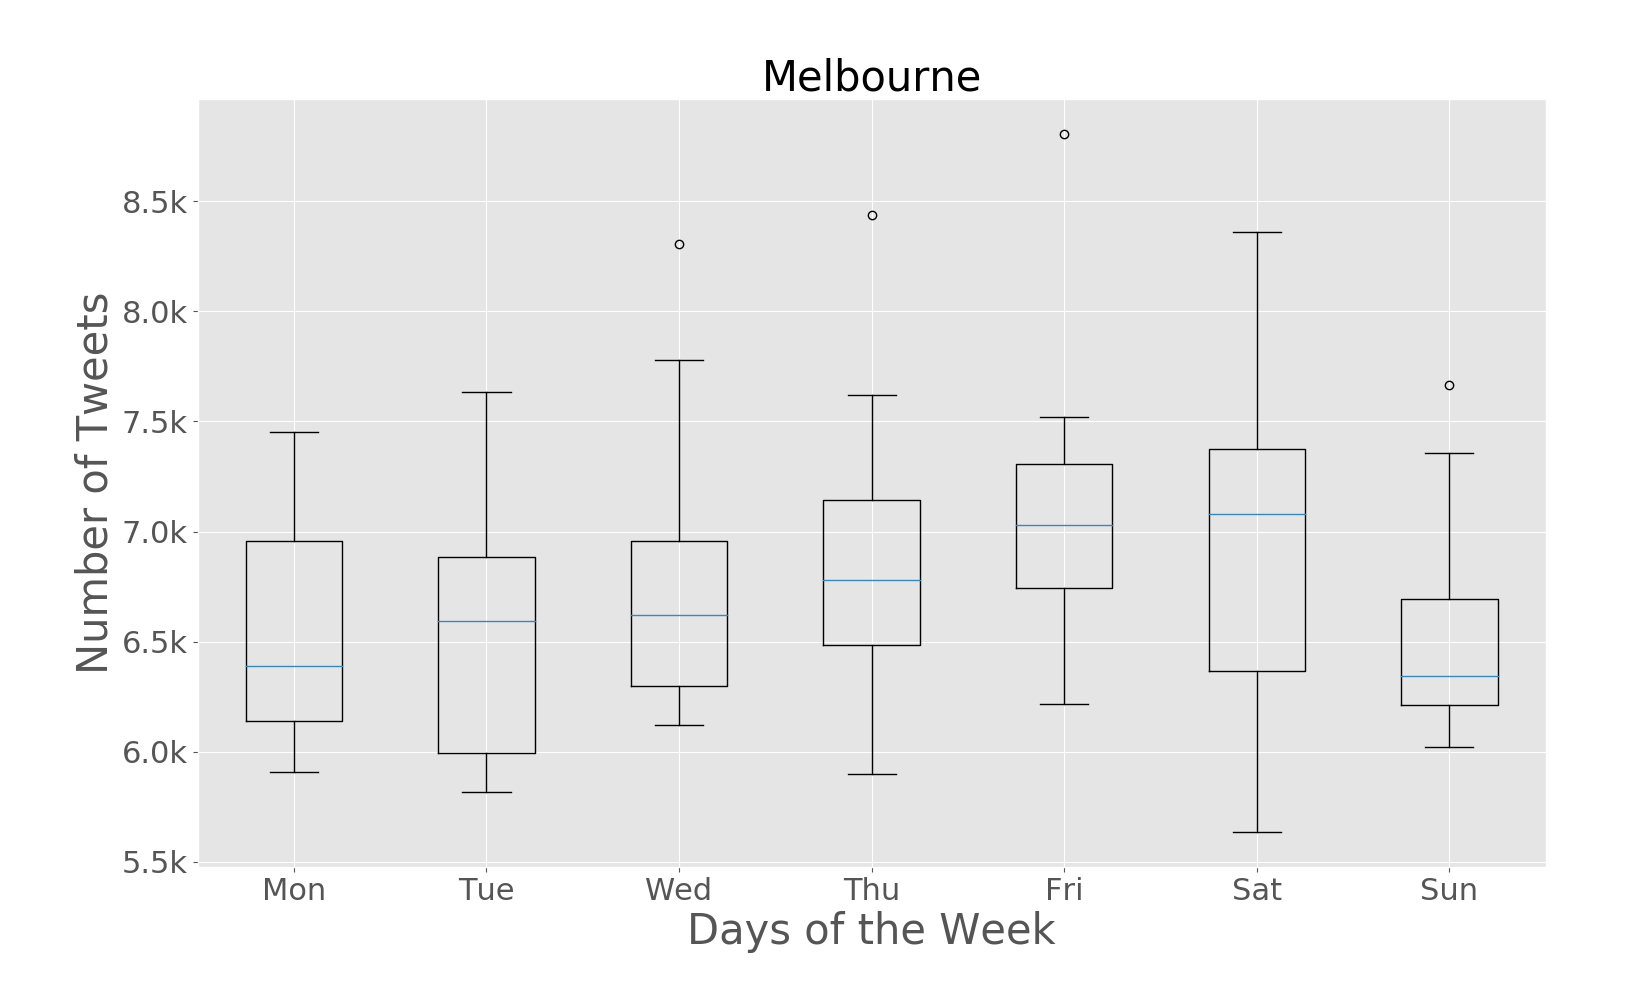 Melbourne
Number of Tweets
8.5k
8.0k
7.5k
7.0k
6.5k
6.0k
5.5k
Mon Tue Wed Thu Fri Sat Sun
Days of the Week